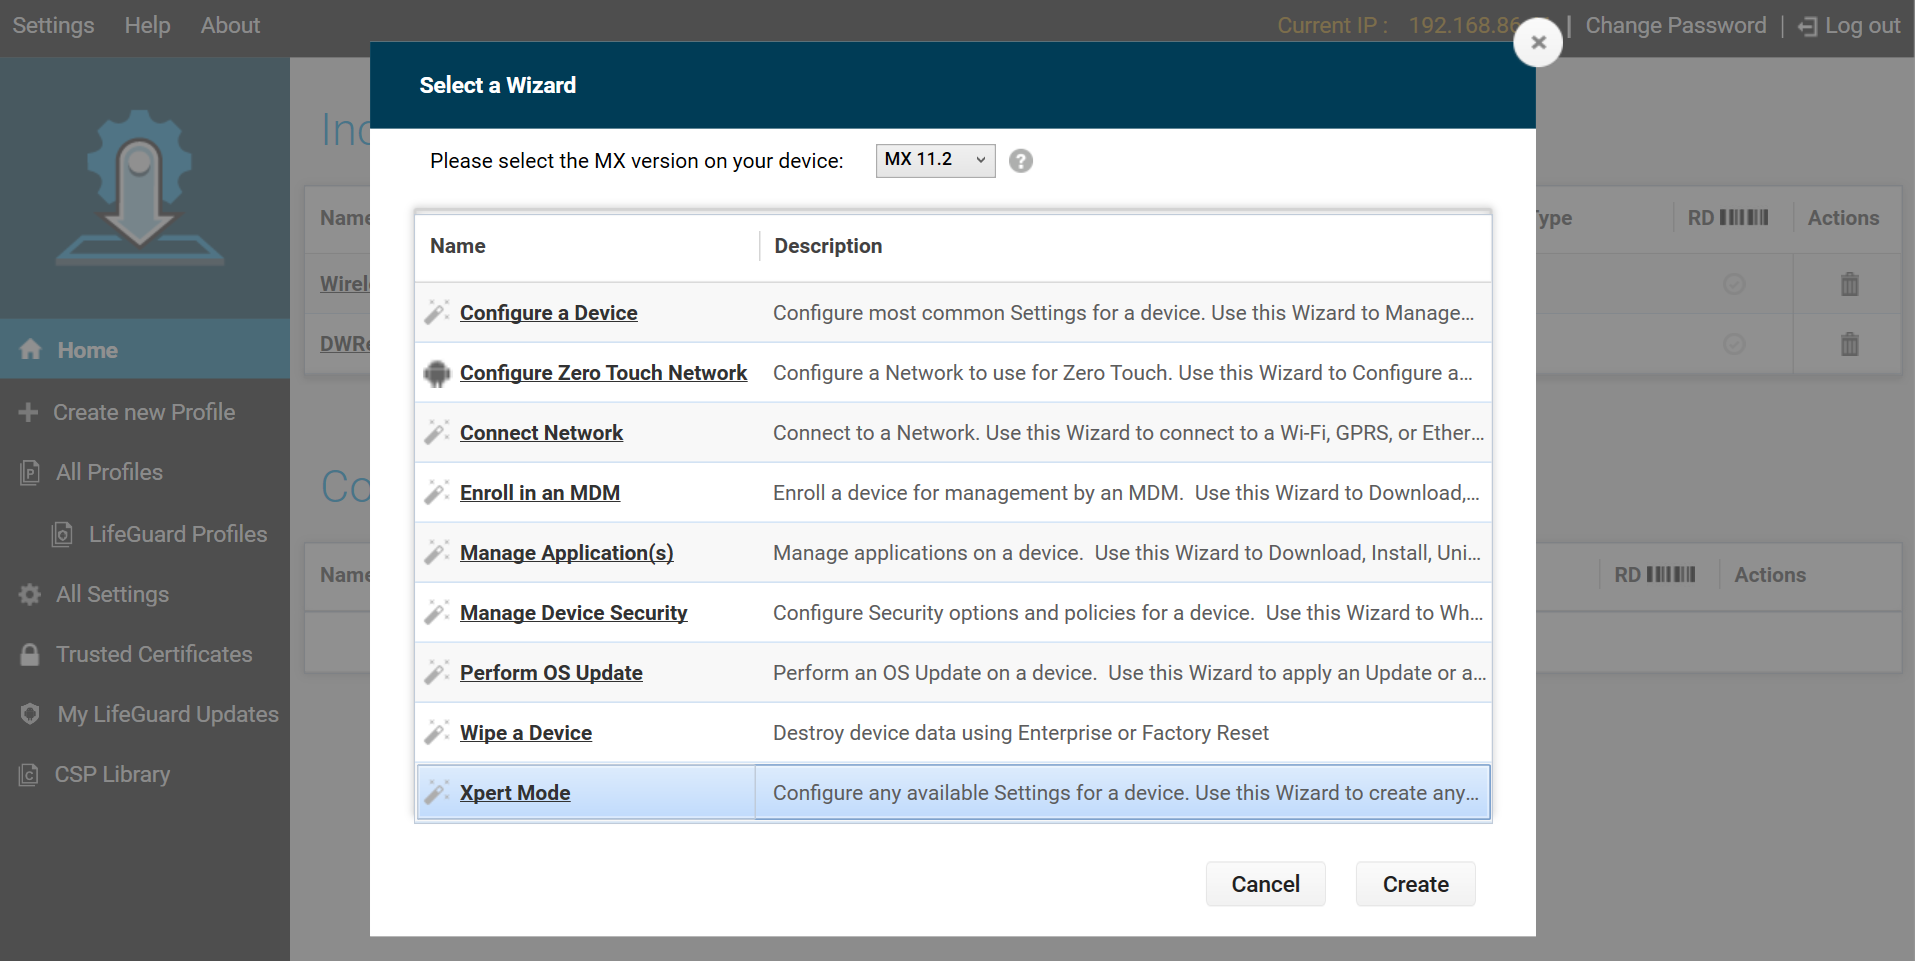 Settings Help About
Current IP : 192.168.86 | Change Password | Log out
Select a Wizard
Please select the MX version on your device: MX 11.2 ?
Name Description
Configure a Device Configure most common Settings for a device. Use this Wizard to Manage...
Configure Zero Touch Network Configure a Network to use for Zero Touch. Use this Wizard to Configure a...
Connect Network Connect to a Network. Use this Wizard to connect to a Wi-Fi, GPRS, or Ether...
Enroll in an MDM Enroll a device for management by an MDM.  Use this Wizard to Download,...
Manage Application(s) Manage applications on a device.  Use this Wizard to Download, Install, Uni...
Manage Device Security Configure Security options and policies for a device.  Use this Wizard to Wh...
Perform OS Update Perform an OS Update on a device.  Use this Wizard to apply an Update or a...
Wipe a Device Destroy device data using Enterprise or Factory Reset
Xpert Mode Configure any available Settings for a device. Use this Wizard to create any...
Cancel Create
Home
Create new Profile
All Profiles
LifeGuard Profiles
All Settings
Trusted Certificates
My LifeGuard Updates
CSP Library
Name RD Actions
Name RD Actions